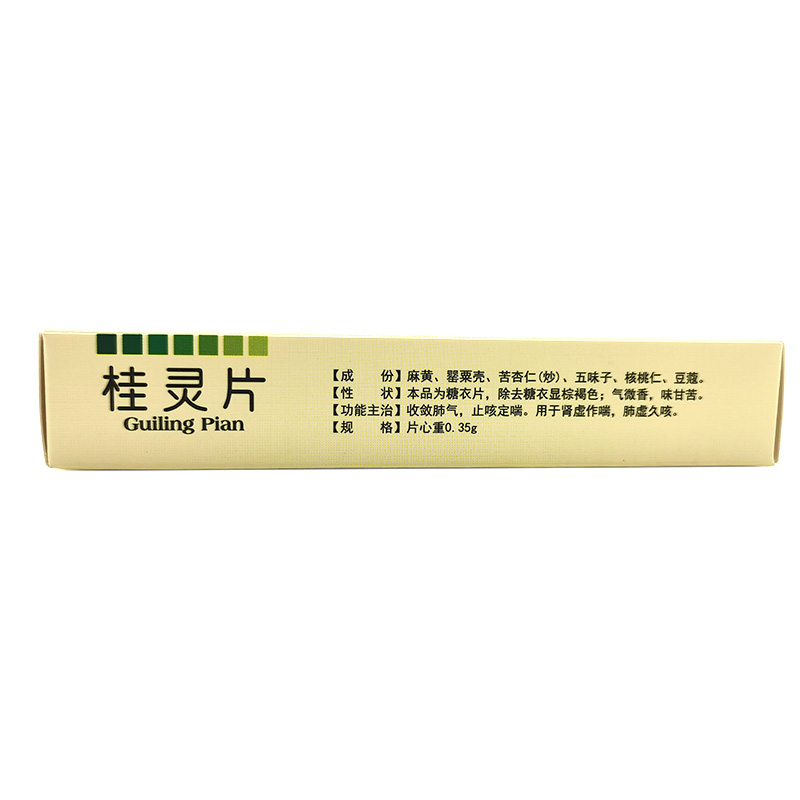 桂灵片
Guiling Pian
【成 份】麻黄、罂粟壳、苦杏仁(炒)、五味子、核桃仁、豆蔻。
【性 状】本品为糖衣片，除去糖衣显棕褐色；气微香，味甘苦。
【功能主治】收敛肺气，止咳定喘。用于肾虚作喘，肺虚久咳。
【规 格】片心重0.35g